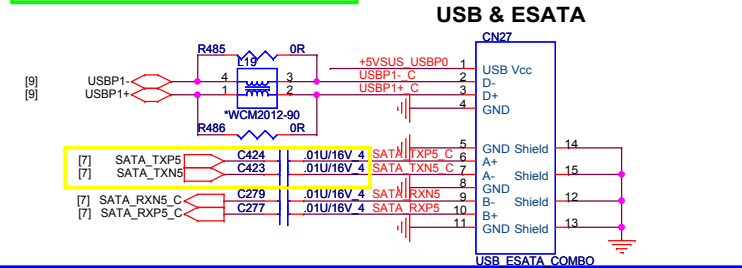 USB & ESATA
CN27
R485 0R
L19
+5VSUS_USBP0 1 USB Vcc
[9] USBP1- 4 3 USBP1-_C 2 D-
[9] USBP1+ 1 2 USBP1+_C 3 D+
4 GND
*WCM2012-90
R486 0R
5 GND Shield 14
[7] SATA_TXP5 C424 .01U/16V_4 SATA_TXP5_C 6 A+
[7] SATA_TXN5 C423 .01U/16V_4 SATA_TXN5_C 7 A- Shield 15
8 GND
[7] SATA_RXN5_C C279 .01U/16V_4 SATA_RXN5 9 B- Shield 12
[7] SATA_RXP5_C C277 .01U/16V_4 SATA_RXP5 10 B+
11 GND Shield 13
USB_ESATA_COMBO